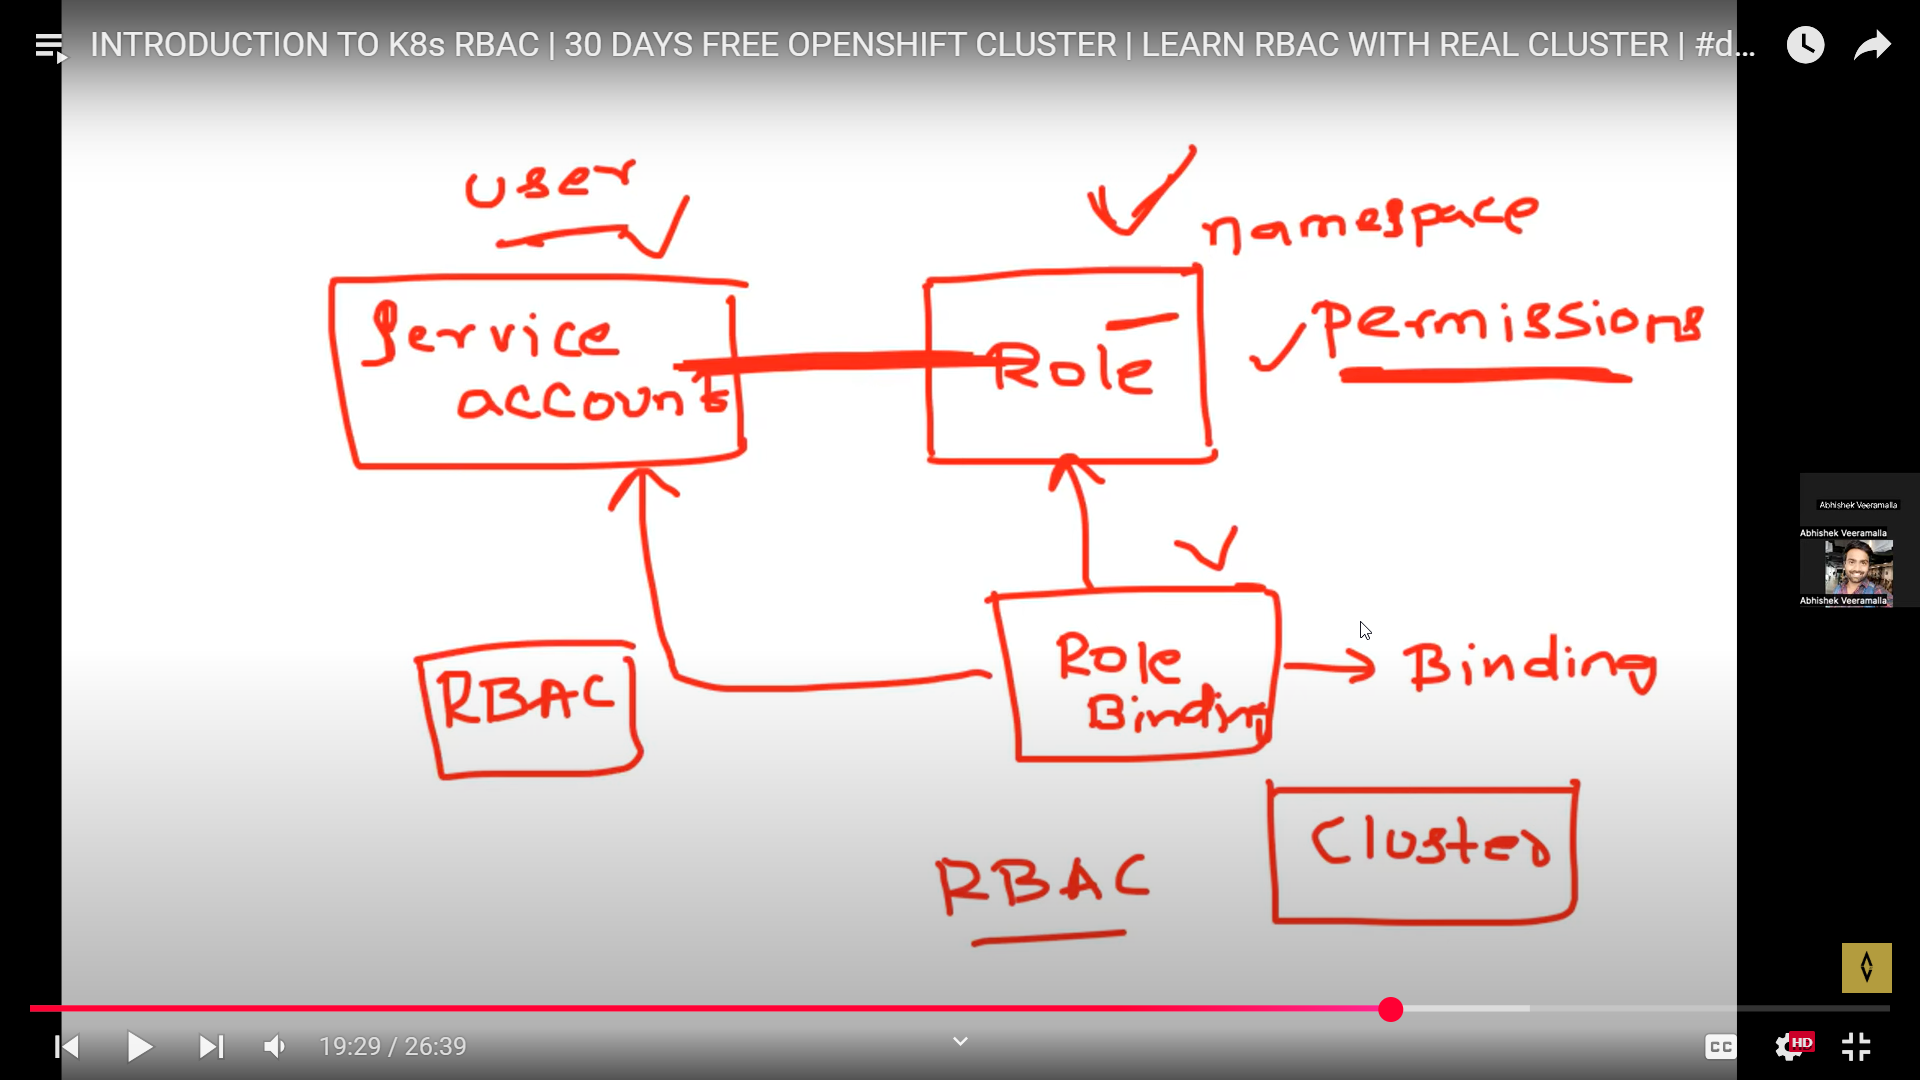 INTRODUCTION TO K8s RBAC | 30 DAYS FREE OPENSHIFT CLUSTER | LEARN RBAC WITH REAL CLUSTER | #d...
user
namespace
Service
account
Role
permissions
Abhishek Veeramalla
Abhishek Veeramalla
Abhishek Veeramalla
RBAC
Role
Binding
Binding
Cluster
RBAC
19:29 / 26:39
CC
HD